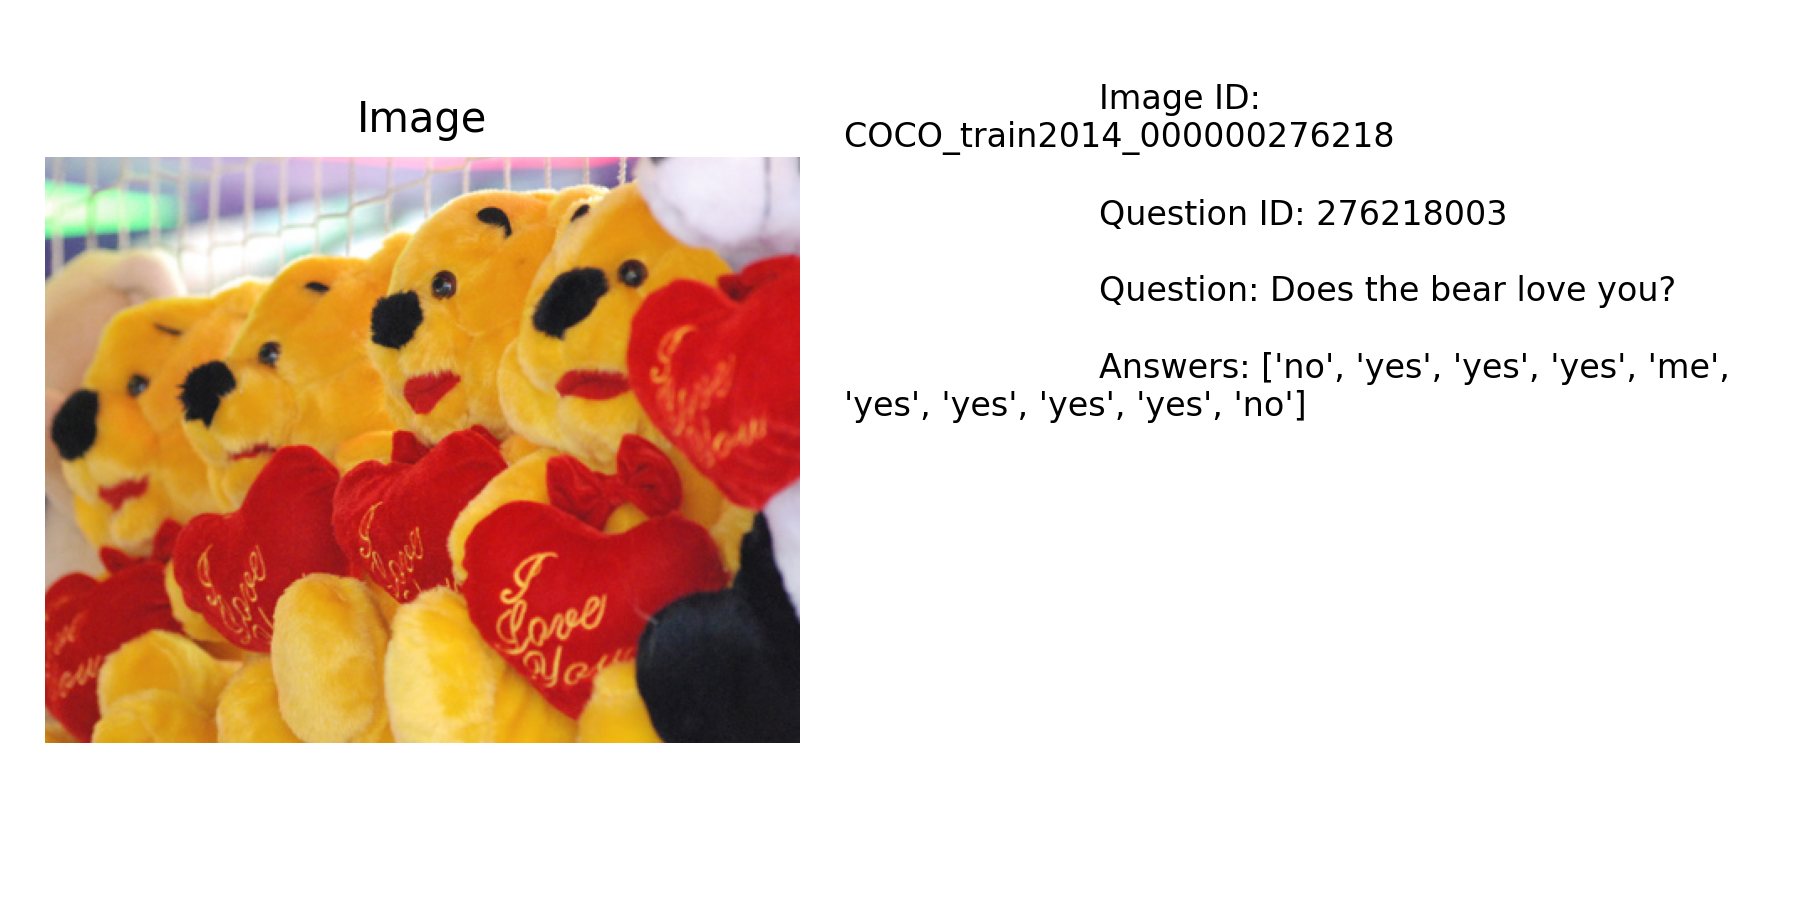 Image
Image ID:
COCO_train2014_000000276218
Question ID: 276218003
Question: Does the bear love you?
Answers: ['no', 'yes', 'yes', 'yes', 'me',
'yes', 'yes', 'yes', 'yes', 'no']
I
Love
You
I
Love
I
Love
You
I
Love
You
You